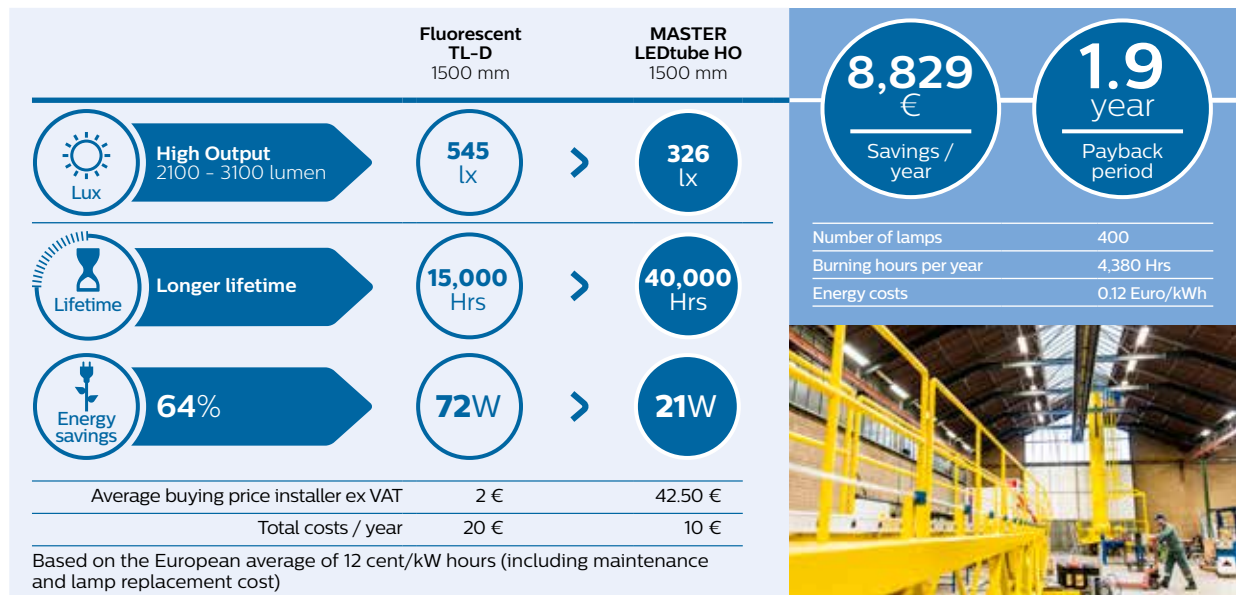 Fluorescent
TL-D
1500 mm
MASTER
LEDtube HO
1500 mm
Lux
High Output
2100 - 3100 lumen
545
lx
>
326
lx
Lifetime
Longer lifetime
15,000
Hrs
>
40,000
Hrs
Energy
savings
64%
72W
>
21W
Average buying price installer ex VAT 2 € 42.50 €
Total costs / year 20 € 10 €
Based on the European average of 12 cent/kW hours (including maintenance
and lamp replacement cost)
8,829
€
Savings /
year
1.9
year
Payback
period
Number of lamps 400
Burning hours per year 4,380 Hrs
Energy costs 0.12 Euro/kWh